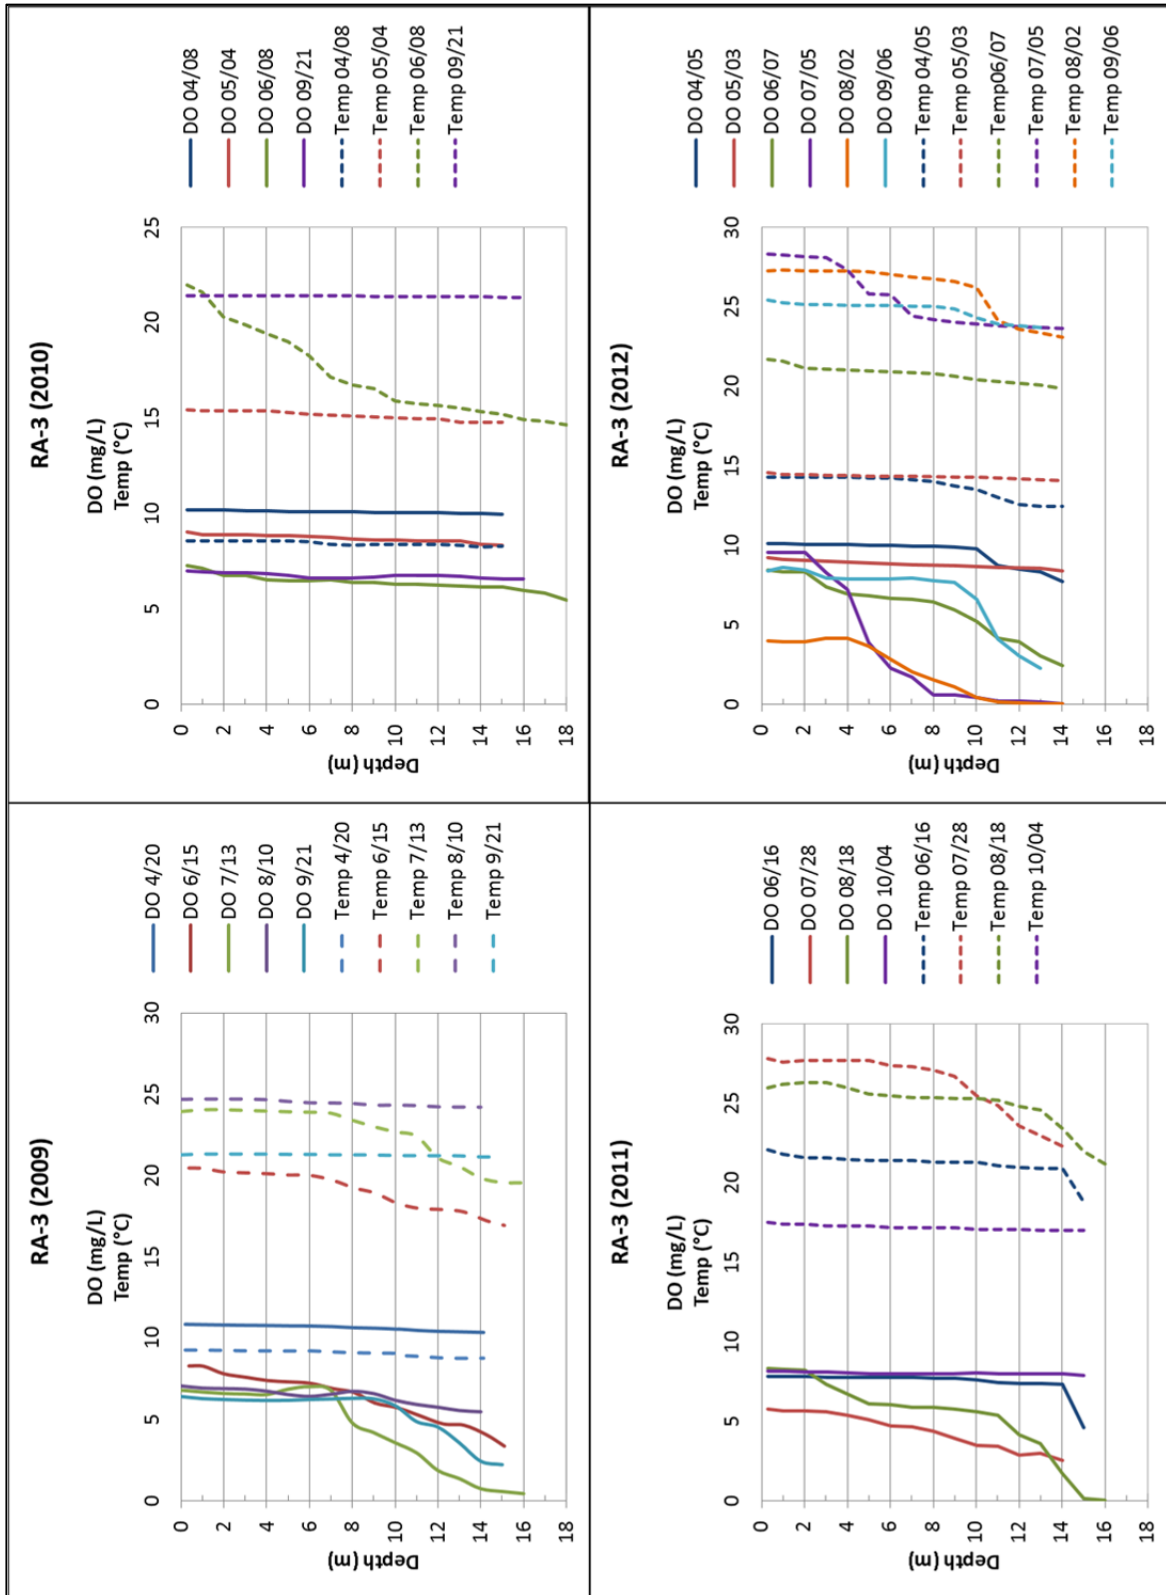 RA-3 (2009)
DO (mg/L)
Temp (°C)
0 5 10 15 20 25 30
0
2
4
6
8
10
12
14
16
18
Depth (m)
DO 4/20
DO 6/15
DO 7/13
DO 8/10
DO 9/21
Temp 4/20
Temp 6/15
Temp 7/13
Temp 8/10
Temp 9/21
RA-3 (2010)
DO (mg/L)
Temp (°C)
0 5 10 15 20 25
0
2
4
6
8
10
12
14
16
18
Depth (m)
DO 04/08
DO 05/04
DO 06/08
DO 09/21
Temp 04/08
Temp 05/04
Temp 06/08
Temp 09/21
RA-3 (2011)
DO (mg/L)
Temp (°C)
0 5 10 15 20 25 30
0
2
4
6
8
10
12
14
16
18
Depth (m)
DO 06/16
DO 07/28
DO 08/18
DO 10/04
Temp 06/16
Temp 07/28
Temp 08/18
Temp 10/04
RA-3 (2012)
DO (mg/L)
Temp (°C)
0 5 10 15 20 25 30
0
2
4
6
8
10
12
14
16
18
Depth (m)
DO 04/05
DO 05/03
DO 06/07
DO 07/05
DO 08/02
DO 09/06
Temp 04/05
Temp 05/03
Temp06/07
Temp 07/05
Temp 08/02
Temp 09/06